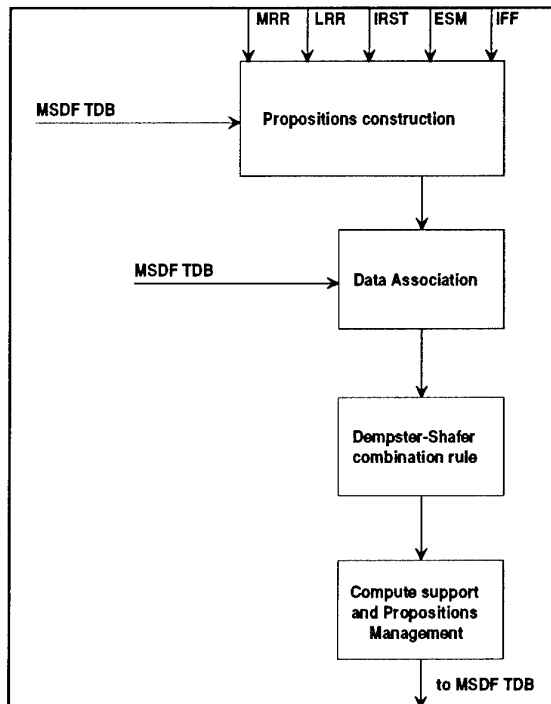 MRR LRR IRST ESM IFF
MSDF TDB
Propositions construction
MSDF TDB
Data Association
Dempster-Shafer
combination rule
Compute support
and Propositions
Management
to MSDF TDB